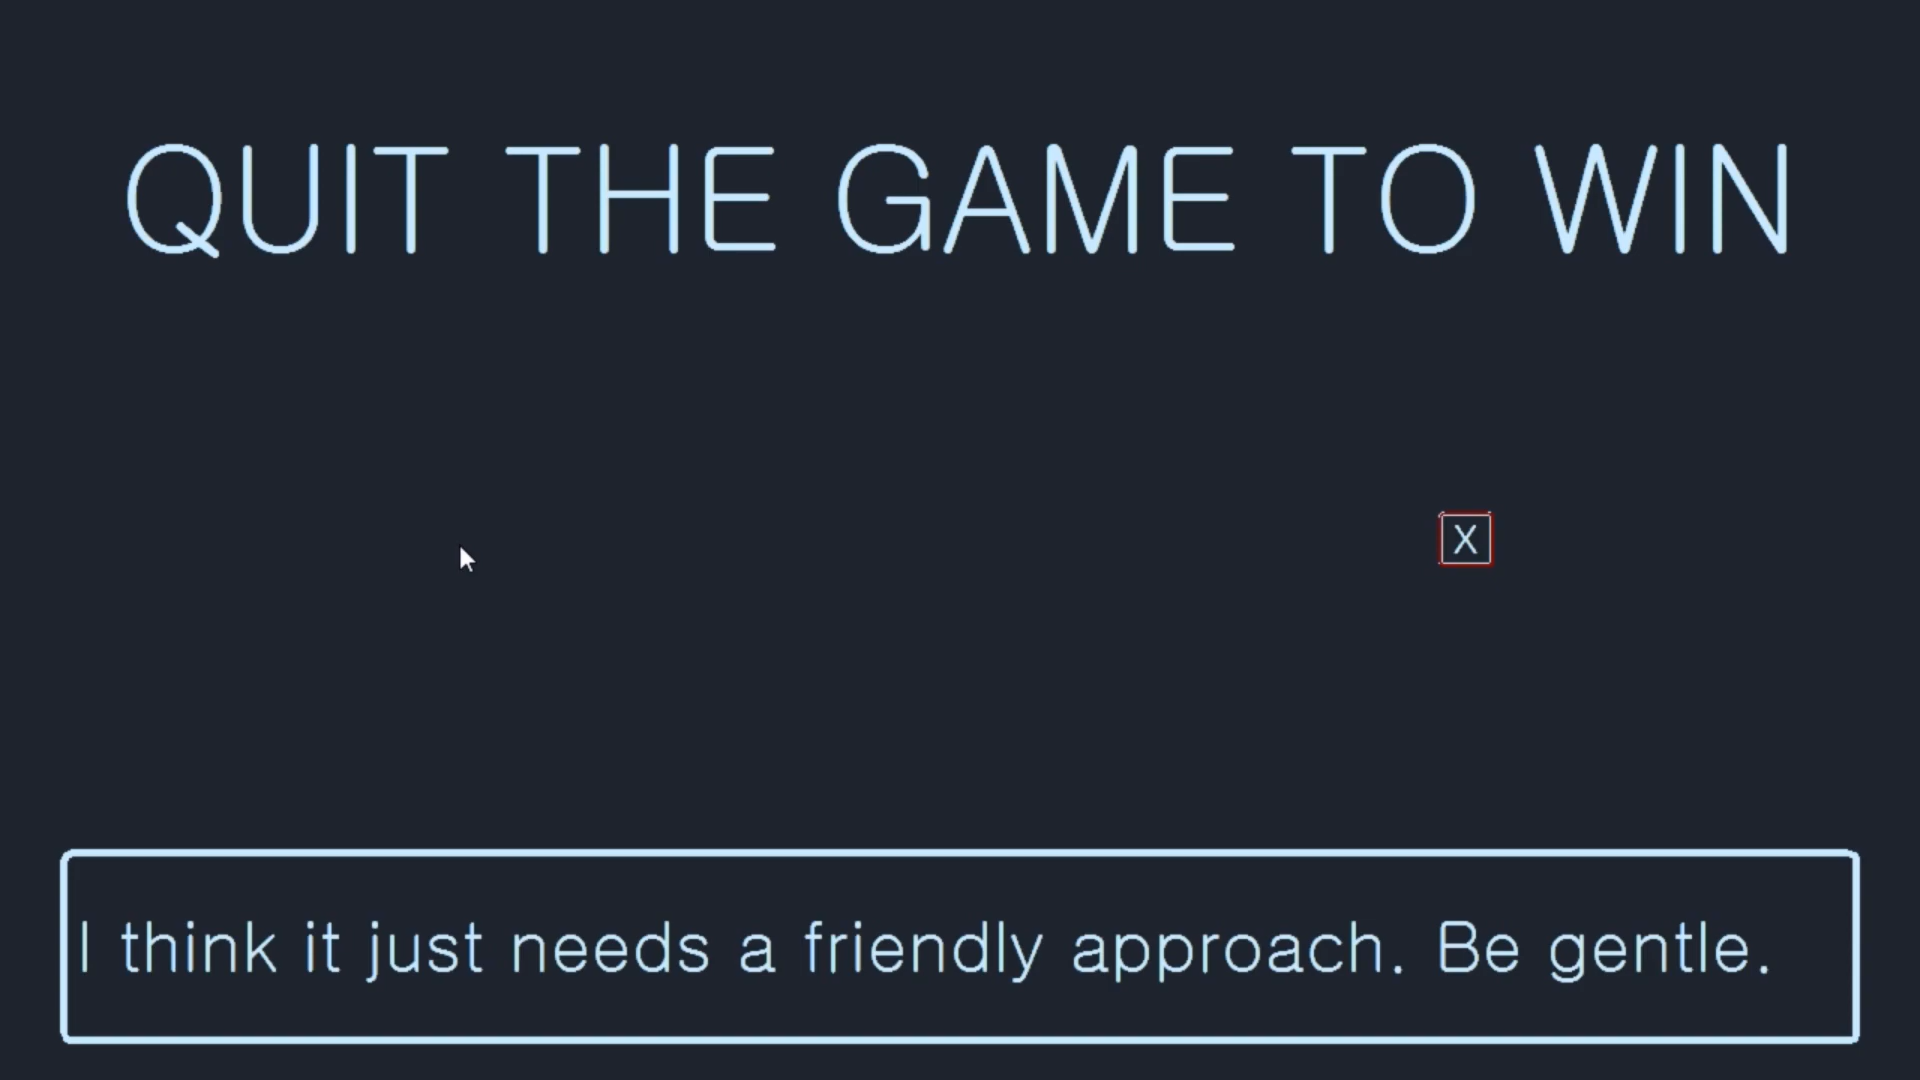 QUIT THE GAME TO WIN
X
I think it just needs a friendly approach. Be gentle.